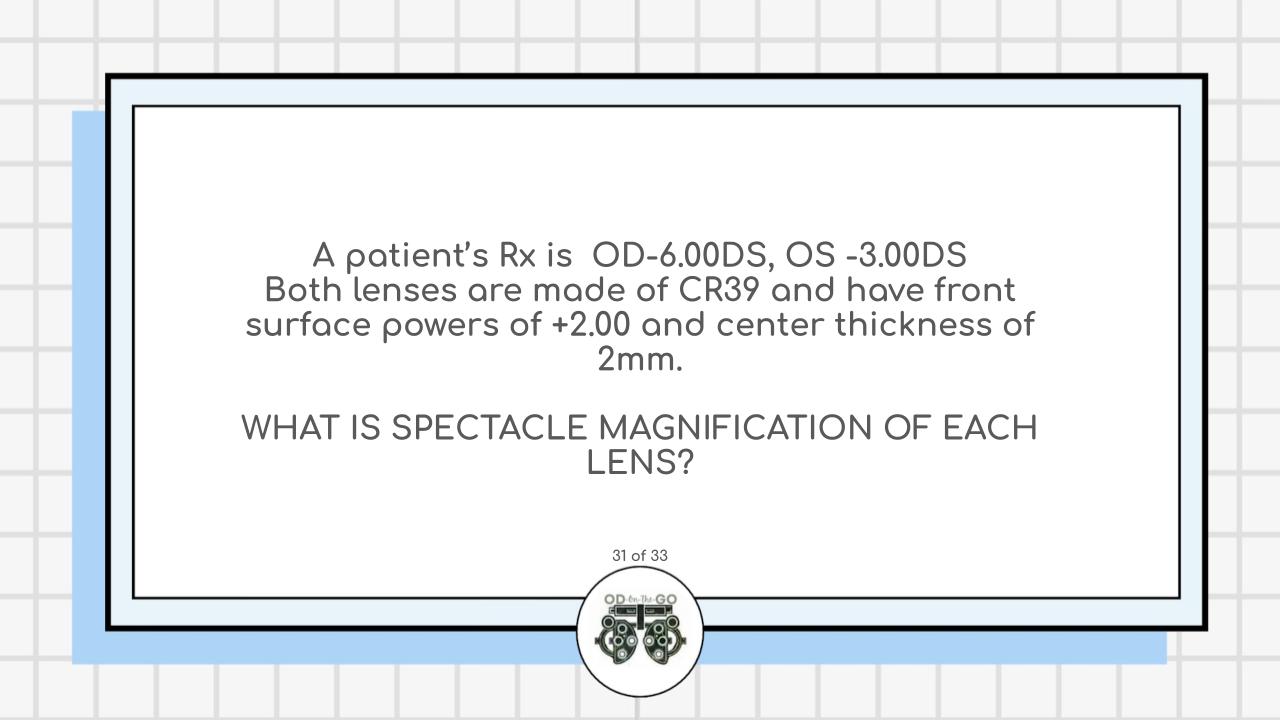 A patient’s Rx is  OD-6.00DS, OS -3.00DS
Both lenses are made of CR39 and have front
surface powers of +2.00 and center thickness of
2mm.
WHAT IS SPECTACLE MAGNIFICATION OF EACH
LENS?
31 of 33
OD-On-The-GO